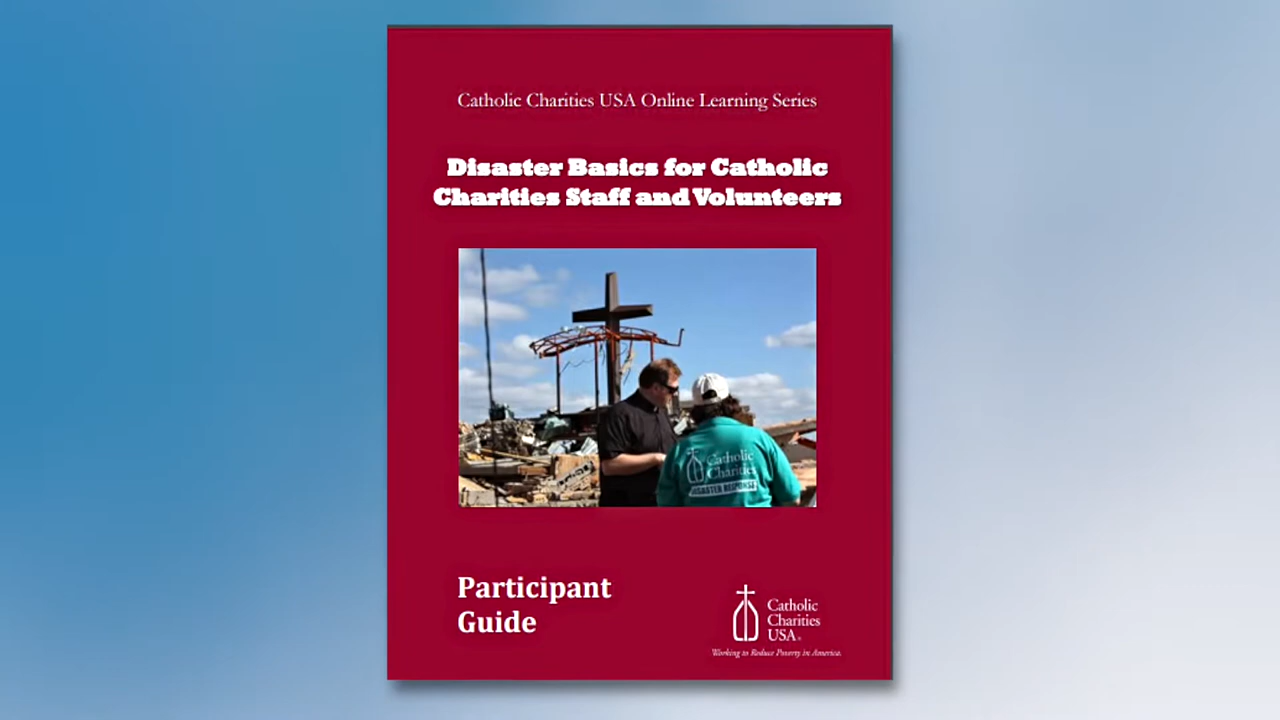 Catholic Charities USA Online Learning Series
Disaster Basics for Catholic
Charities Staff and Volunteers
Catholic
Charities
DISASTER RESPONSE
Participant
Guide
Catholic
Charities
USA®
Working to Reduce Poverty in America.